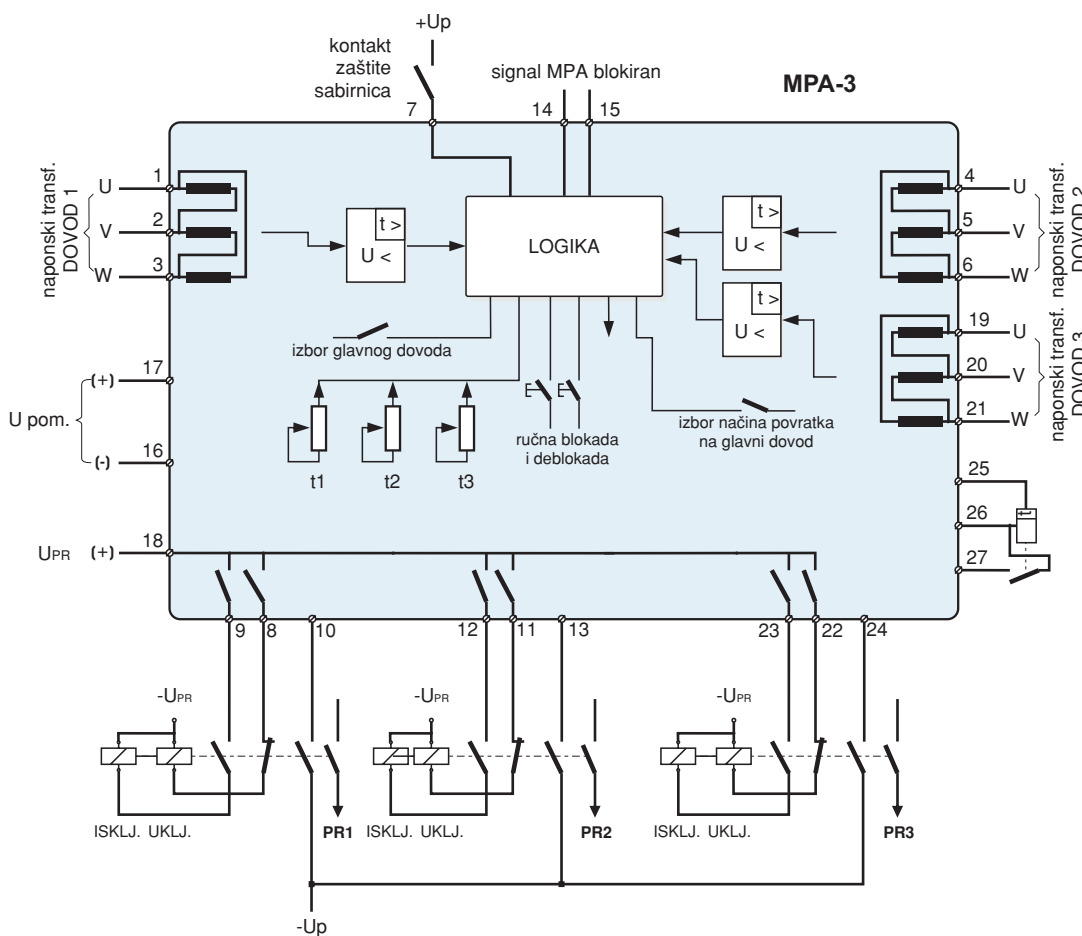 +Up
kontakt
zaštite
sabirnica
signal MPA blokiran
MPA-3
7
14
15
naponski transf.
DOVOD 1
U
V
W
1
2
3
t >
U <
LOGIKA
t >
U <
t >
U <
4
5
6
U
V
W
naponski transf.
DOVOD 2
19
20
21
U
V
W
naponski transf.
DOVOD 3
izbor glavnog dovoda
17
(+)
U pom.
16
(-)
t1
t2
t3
ručna blokada
i deblokada
izbor načina povratka
na glavni dovod
25
26
27
t
UPR (+)
18
9
8
10
12
11
13
23
22
24
-UPR
-UPR
-UPR
ISKLJ. UKLJ.
PR1
ISKLJ. UKLJ.
PR2
ISKLJ. UKLJ.
PR3
-Up